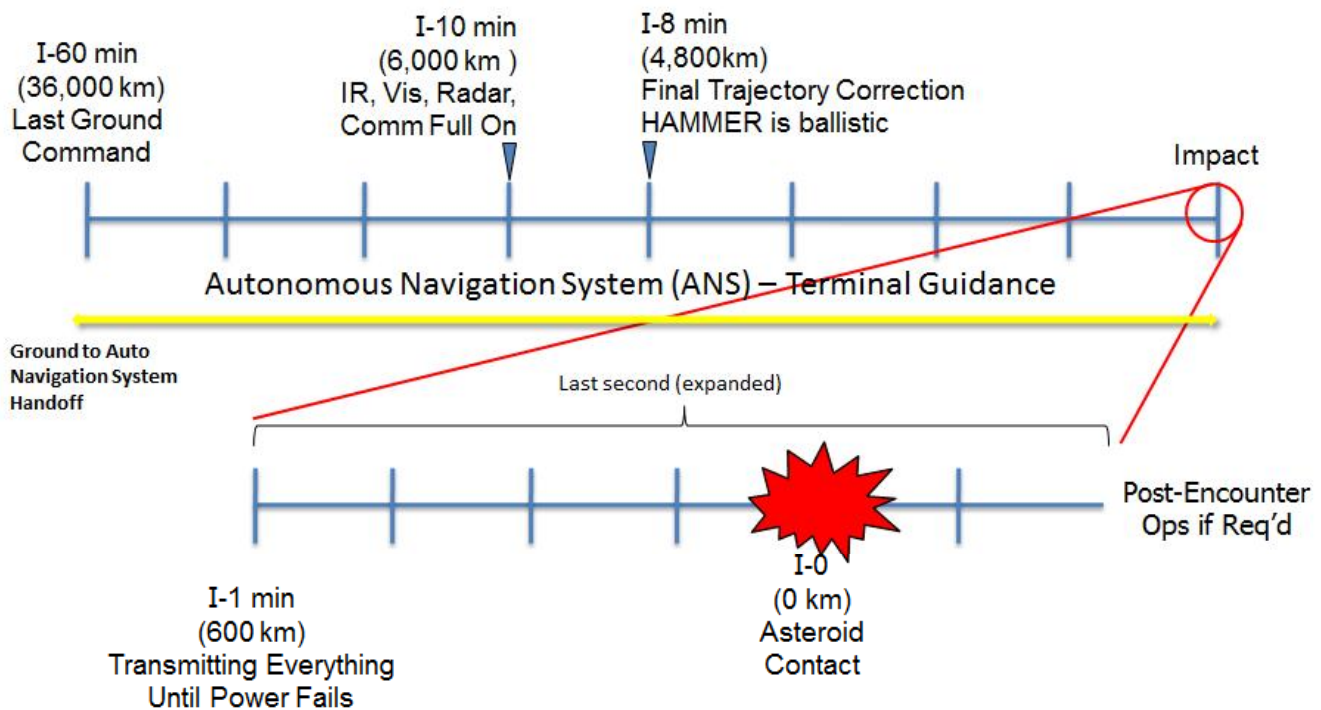 I-60 min
(36,000 km)
Last Ground
Command
I-10 min
(6,000 km )
IR, Vis, Radar,
Comm Full On
I-8 min
(4,800km)
Final Trajectory Correction
HAMMER is ballistic
Impact
Autonomous Navigation System (ANS) – Terminal Guidance
Ground to Auto
Navigation System
Handoff
Last second (expanded)
I-1 min
(600 km)
Transmitting Everything
Until Power Fails
I-0
(0 km)
Asteroid
Contact
Post-Encounter
Ops if Req’d